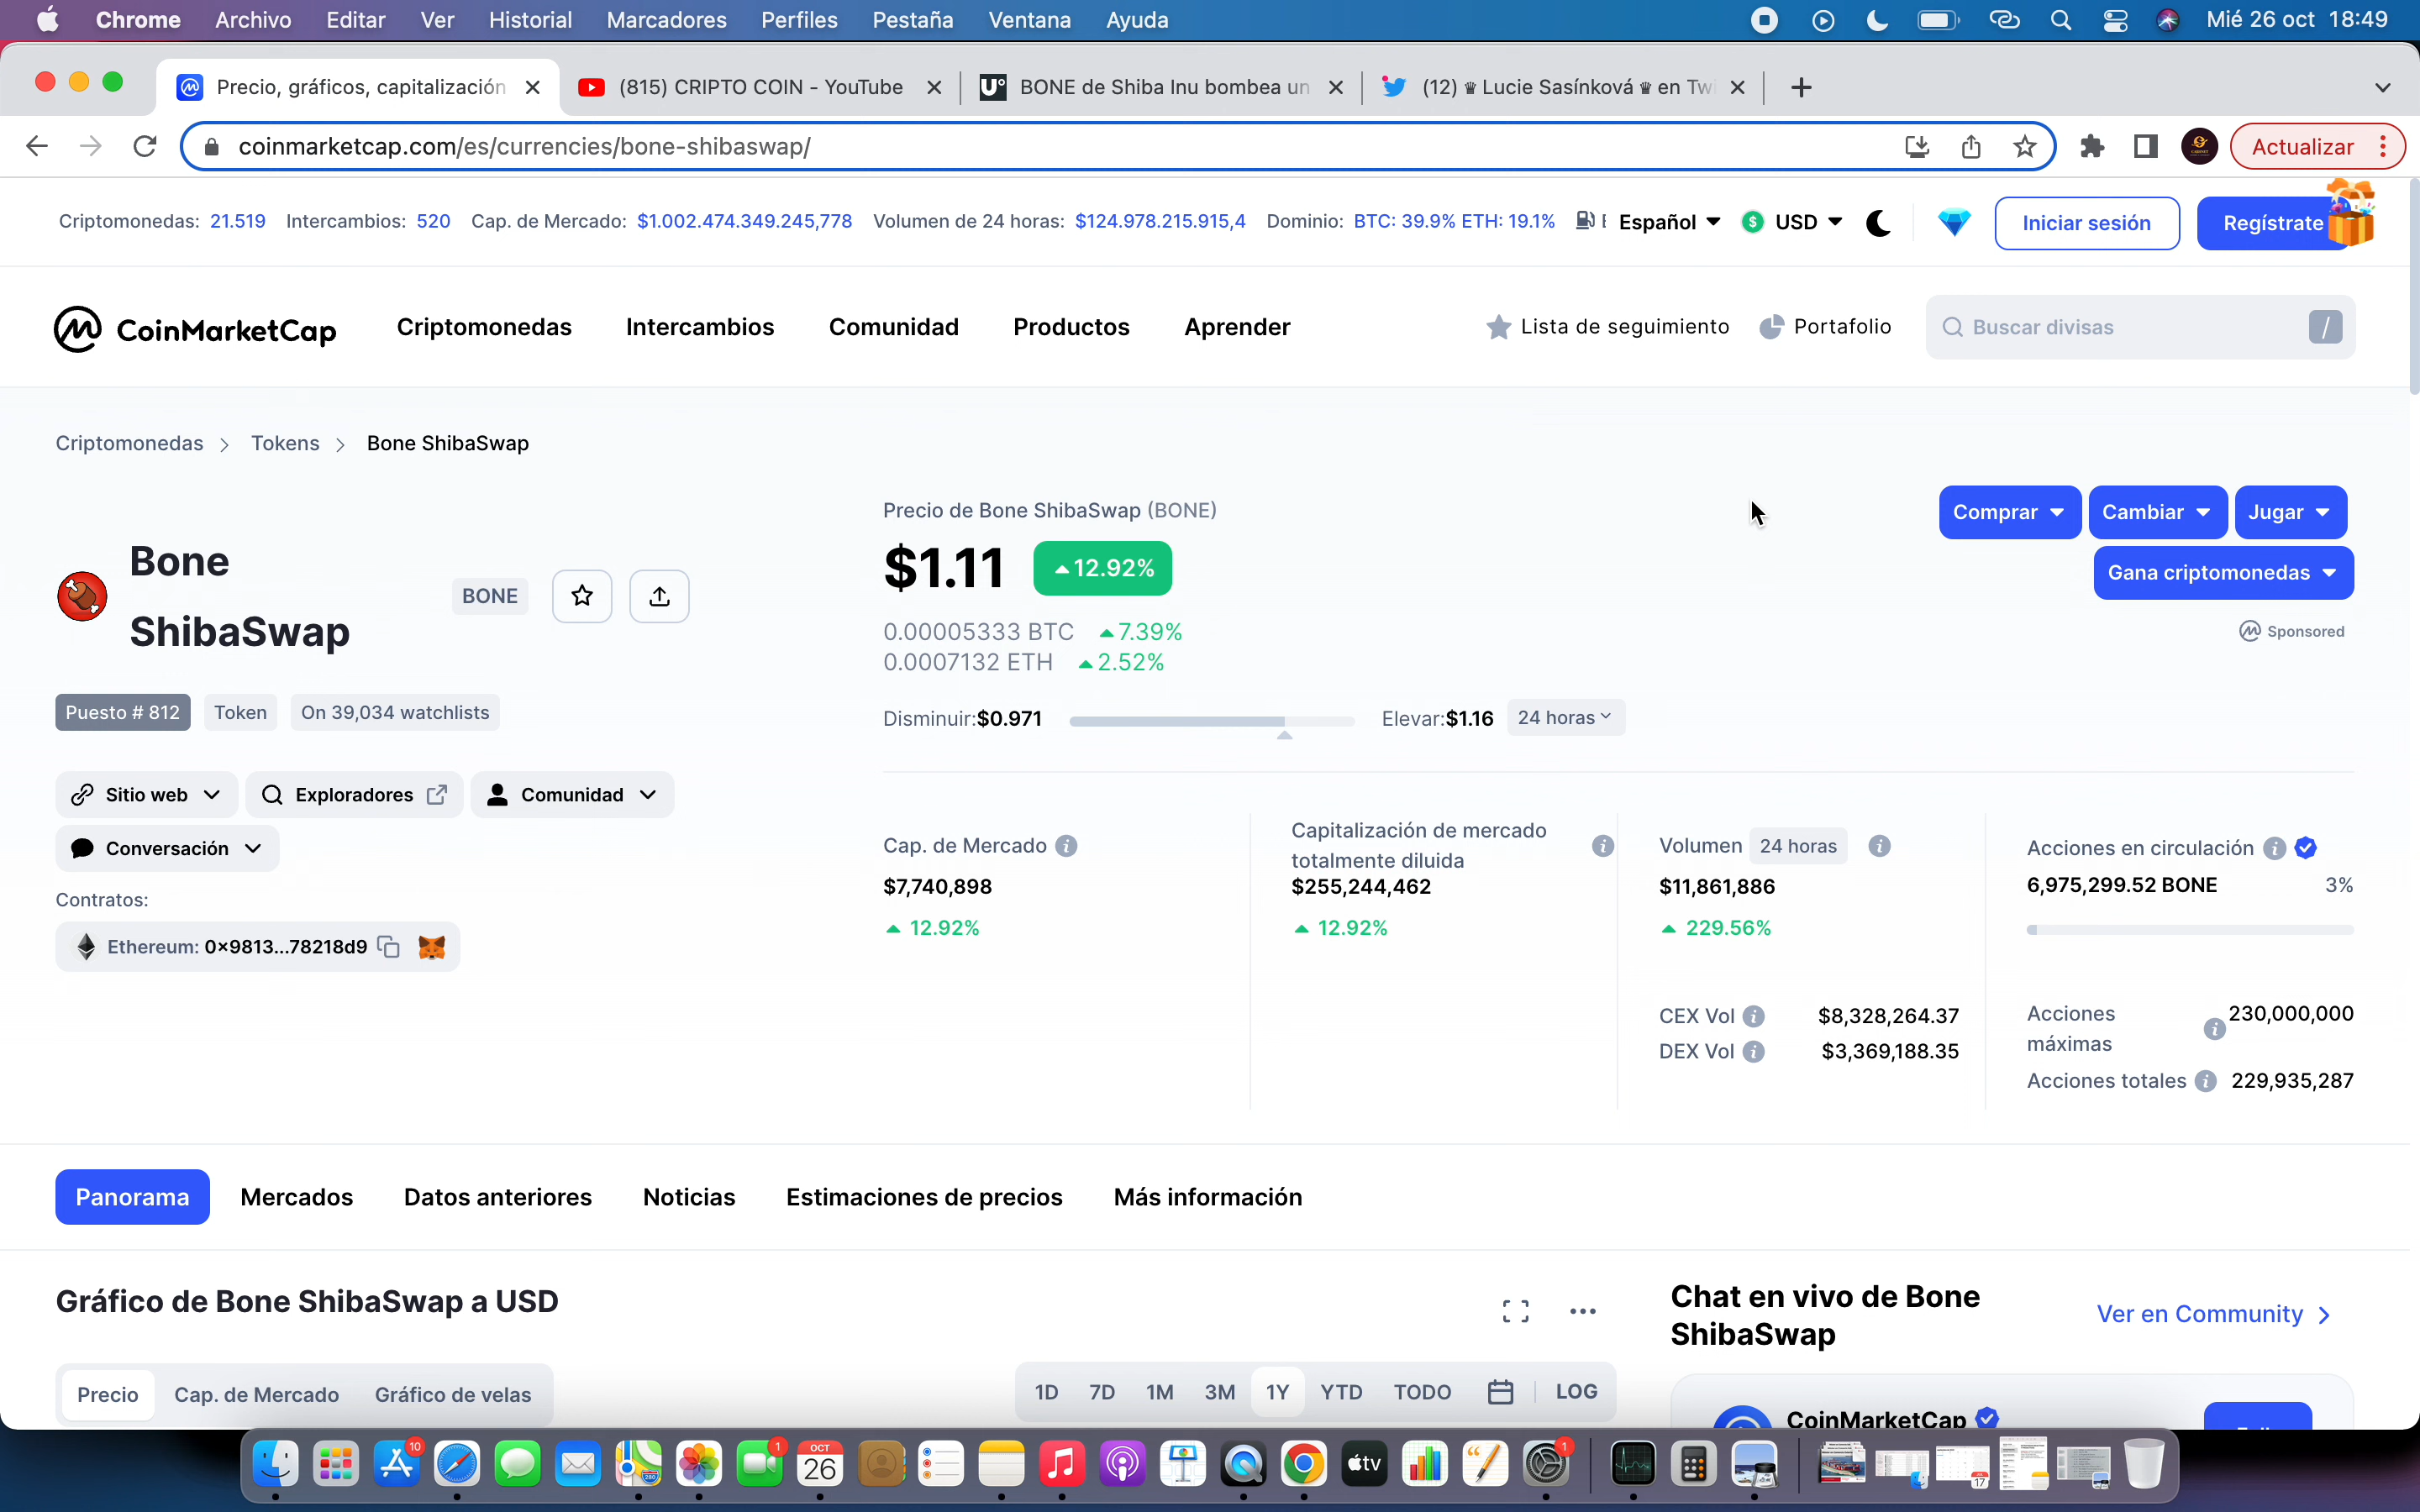 Chrome Archivo Editar Ver Historial Marcadores Perfiles Pestaña Ventana Ayuda Mié 26 oct 18:49
Precio, gráficos, capitalización (815) CRIPTO COIN - YouTube BONE de Shiba Inu bombea un (12) ♛ Lucie Sasínková ♛ en Tw
coinmarketcap.com/es/currencies/bone-shibaswap/ Actualizar
Criptomonedas: 21.519 Intercambios: 520 Cap. de Mercado: $1.002.474.349.245,778 Volumen de 24 horas: $124.978.215.915,4 Dominio: BTC: 39.9% ETH: 19.1% Español USD Iniciar sesión Regístrate
CoinMarketCap Criptomonedas Intercambios Comunidad Productos Aprender Lista de seguimiento Portafolio Buscar divisas /
Criptomonedas > Tokens > Bone ShibaSwap
Bone
ShibaSwap
BONE
Puesto # 812 Token On 39,034 watchlists
Sitio web Exploradores Comunidad
Conversación
Contratos:
Ethereum: 0x9813...78218d9
Precio de Bone ShibaSwap (BONE)
$1.11 12.92%
0.00005333 BTC 7.39%
0.0007132 ETH 2.52%
Disminuir:$0.971 Elevar:$1.16 24 horas
Comprar Cambiar Jugar
Gana criptomonedas
Sponsored
Cap. de Mercado
$7,740,898
12.92%
Capitalización de mercado
totalmente diluida
$255,244,462
12.92%
Volumen 24 horas
$11,861,886
229.56%
CEX Vol $8,328,264.37
DEX Vol $3,369,188.35
Acciones en circulación
6,975,299.52 BONE 3%
Acciones
máximas
230,000,000
Acciones totales 229,935,287
Panorama Mercados Datos anteriores Noticias Estimaciones de precios Más información
Gráfico de Bone ShibaSwap a USD
Precio Cap. de Mercado Gráfico de velas 1D 7D 1M 3M 1Y YTD TODO LOG
Chat en vivo de Bone
ShibaSwap
Ver en Community >
CoinMarketCap
10 1 OCT 26 tv 1 17